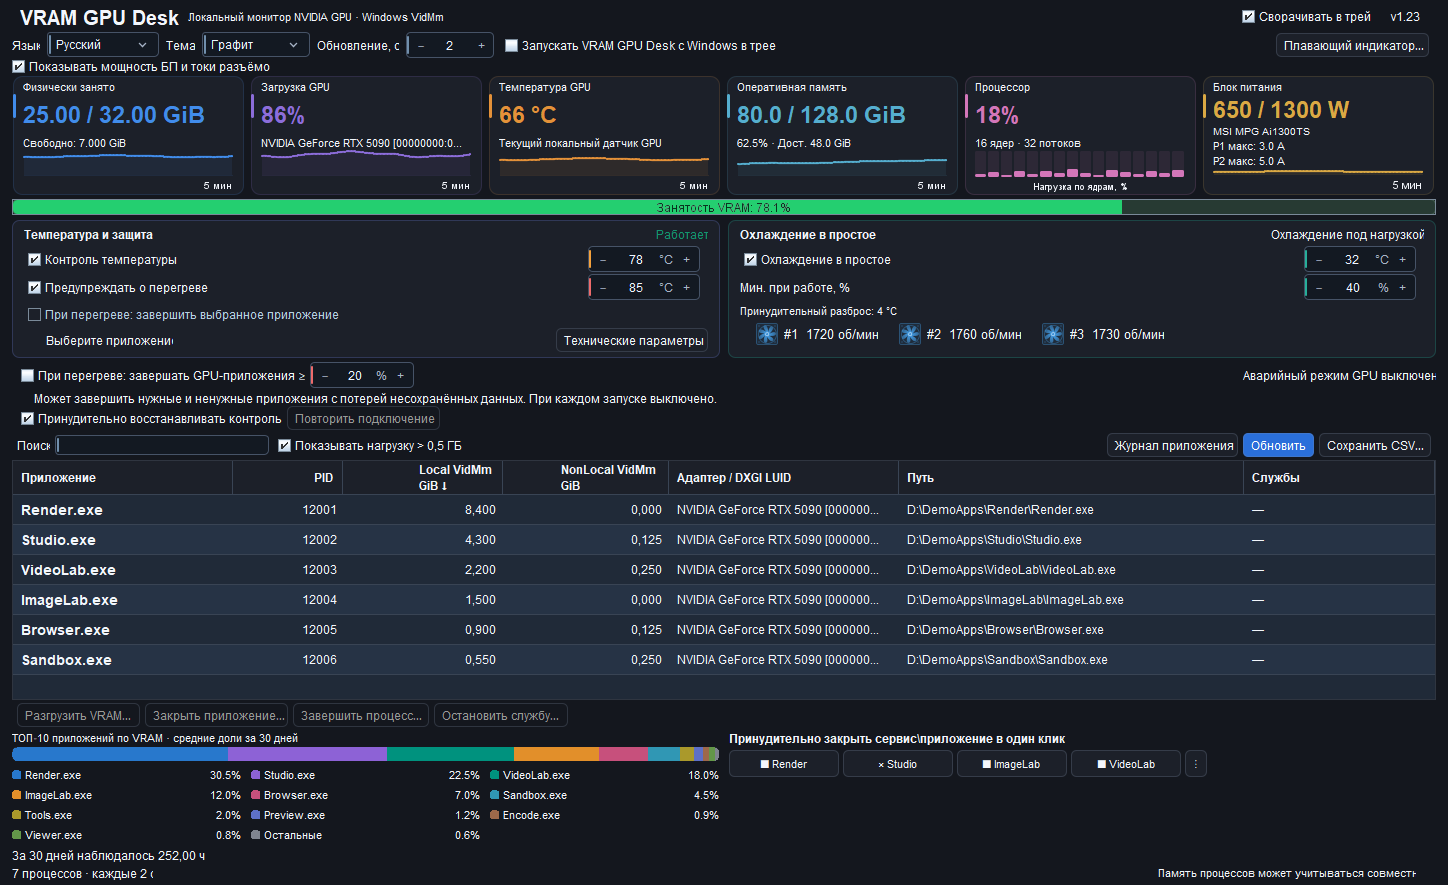 VRAM GPU Desk Локальный монитор NVIDIA GPU · Windows VidMm
Сворачивать в трей v1.23
Язык Русский Тема Графит Обновление, с − 2 + Запускать VRAM GPU Desk с Windows в трее Плавающий индикатор...
Показывать мощность БП и токи разъёмо
Физически занято
25.00 / 32.00 GiB
Свободно: 7.000 GiB
5 мин
Загрузка GPU
86%
NVIDIA GeForce RTX 5090 [00000000:0...
5 мин
Температура GPU
66 °C
Текущий локальный датчик GPU
5 мин
Оперативная память
80.0 / 128.0 GiB
62.5% · Дост. 48.0 GiB
5 мин
Процессор
18%
16 ядер · 32 потоков
Нагрузка по ядрам, %
Блок питания
650 / 1300 W
MSI MPG Ai1300TS
P1 макс: 3.0 A
P2 макс: 5.0 A
5 мин
Занятость VRAM: 78.1%
Температура и защита Работает
Контроль температуры − 78 °C +
Предупреждать о перегреве − 85 °C +
При перегреве: завершить выбранное приложение
Выберите приложение Технические параметры
Охлаждение в простое Охлаждение под нагрузкой
Охлаждение в простое − 32 °C +
Мин. при работе, % − 40 % +
Принудительный разброс: 4 °C
#1 1720 об/мин #2 1760 об/мин #3 1730 об/мин
При перегреве: завершать GPU-приложения ≥ − 20 % + Аварийный режим GPU выключен
Может завершить нужные и ненужные приложения с потерей несохранённых данных. При каждом запуске выключено.
Принудительно восстанавливать контроль Повторить подключение
Поиск Показывать нагрузку > 0,5 ГБ Журнал приложения Обновить Сохранить CSV...
Приложение PID Local VidMm GiB ↓ NonLocal VidMm GiB Адаптер / DXGI LUID Путь Службы
Render.exe 12001 8,400 0,000 NVIDIA GeForce RTX 5090 [000000... D:\DemoApps\Render\Render.exe —
Studio.exe 12002 4,300 0,125 NVIDIA GeForce RTX 5090 [000000... D:\DemoApps\Studio\Studio.exe —
VideoLab.exe 12003 2,200 0,250 NVIDIA GeForce RTX 5090 [000000... D:\DemoApps\VideoLab\VideoLab.exe —
ImageLab.exe 12004 1,500 0,000 NVIDIA GeForce RTX 5090 [000000... D:\DemoApps\ImageLab\ImageLab.exe —
Browser.exe 12005 0,900 0,125 NVIDIA GeForce RTX 5090 [000000... D:\DemoApps\Browser\Browser.exe —
Sandbox.exe 12006 0,550 0,250 NVIDIA GeForce RTX 5090 [000000... D:\DemoApps\Sandbox\Sandbox.exe —
Разгрузить VRAM... Закрыть приложение... Завершить процесс... Остановить службу...
ТОП-10 приложений по VRAM · средние доли за 30 дней
Render.exe 30.5% Studio.exe 22.5% VideoLab.exe 18.0%
ImageLab.exe 12.0% Browser.exe 7.0% Sandbox.exe 4.5%
Tools.exe 2.0% Preview.exe 1.2% Encode.exe 0.9%
Viewer.exe 0.8% Остальные 0.6%
Принудительно закрыть сервис\приложение в один клик
Render × Studio ImageLab VideoLab ⋮
За 30 дней наблюдалось 252,00 ч
7 процессов · каждые 2 с
Память процессов может учитываться совместн